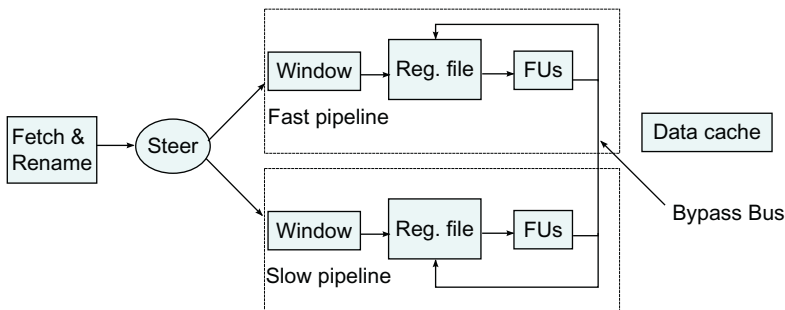 Fetch &
Rename
Steer
Window
Reg. file
FUs
Fast pipeline
Data cache
Window
Reg. file
FUs
Slow pipeline
Bypass Bus